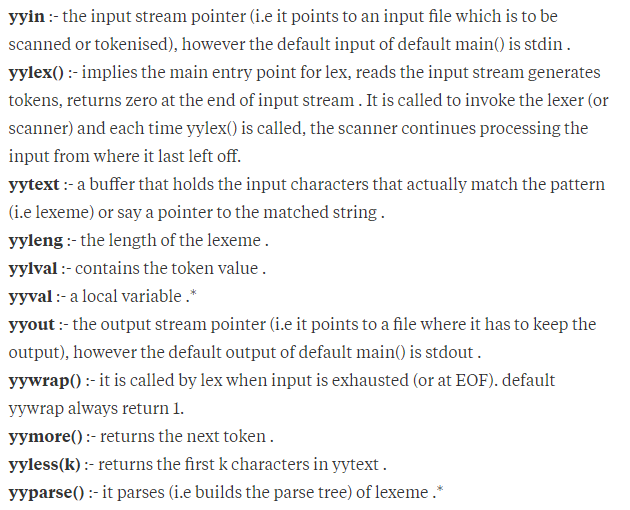 yyin :- the input stream pointer (i.e it points to an input file which is to be
scanned or tokenised), however the default input of default main() is stdin .
yylex() :- implies the main entry point for lex, reads the input stream generates
tokens, returns zero at the end of input stream . It is called to invoke the lexer (or
scanner) and each time yylex() is called, the scanner continues processing the
input from where it last left off.
yytext :- a buffer that holds the input characters that actually match the pattern
(i.e lexeme) or say a pointer to the matched string .
yyleng :- the length of the lexeme .
yylval :- contains the token value .
yyval :- a local variable .*
yyout :- the output stream pointer (i.e it points to a file where it has to keep the
output), however the default output of default main() is stdout .
yywrap() :- it is called by lex when input is exhausted (or at EOF). default
yywrap always return 1.
yymore() :- returns the next token .
yyless(k) :- returns the first k characters in yytext .
yyparse() :- it parses (i.e builds the parse tree) of lexeme .*